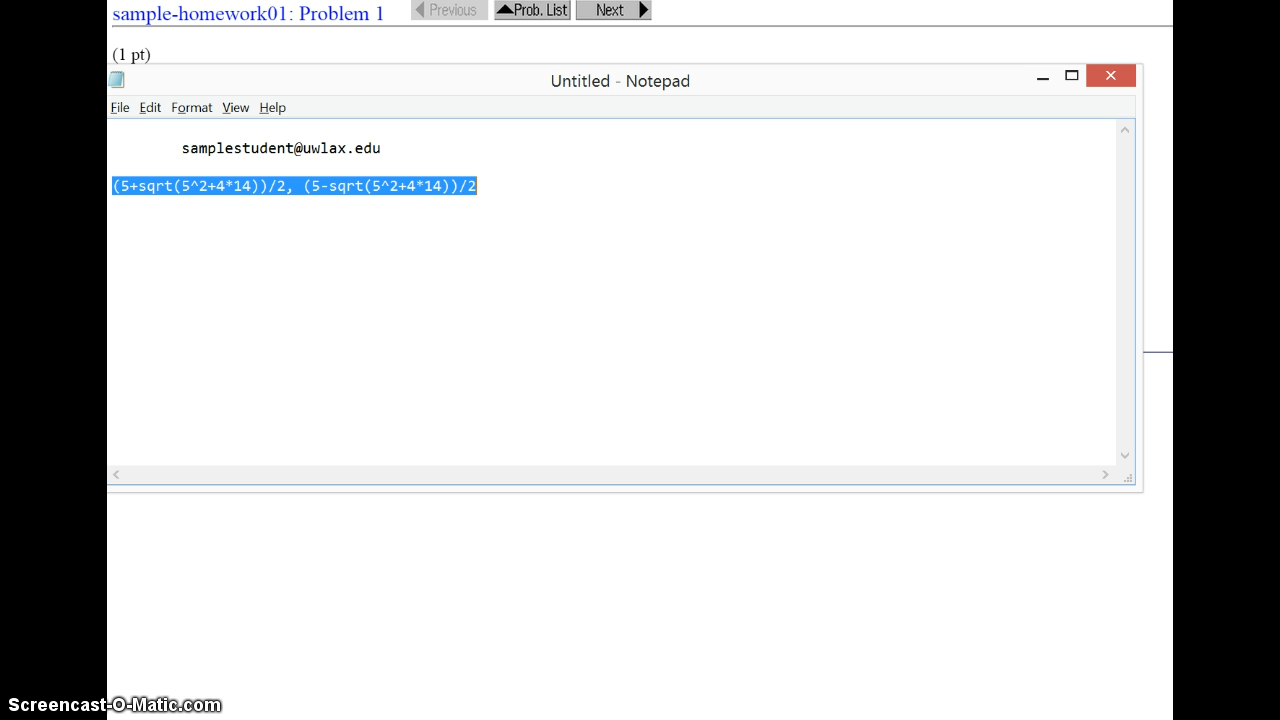 sample-homework01: Problem 1
Previous
Prob. List
Next
(1 pt)
Untitled - Notepad
File Edit Format View Help
samplestudent@uwlax.edu
(5+sqrt(5^2+4*14))/2, (5-sqrt(5^2+4*14))/2
Screencast-O-Matic.com